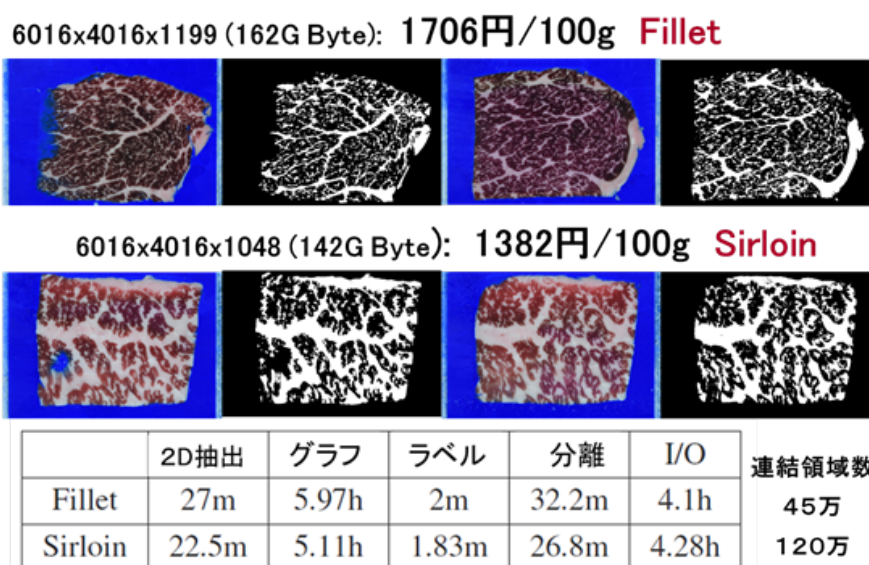 6016x4016x1199 (162G Byte): 1706円/100g Fillet
6016x4016x1048 (142G Byte): 1382円/100g Sirloin
2D抽出 グラフ ラベル 分離 I/O 連結領域数
Fillet 27m 5.97h 2m 32.2m 4.1h 45万
Sirloin 22.5m 5.11h 1.83m 26.8m 4.28h 120万